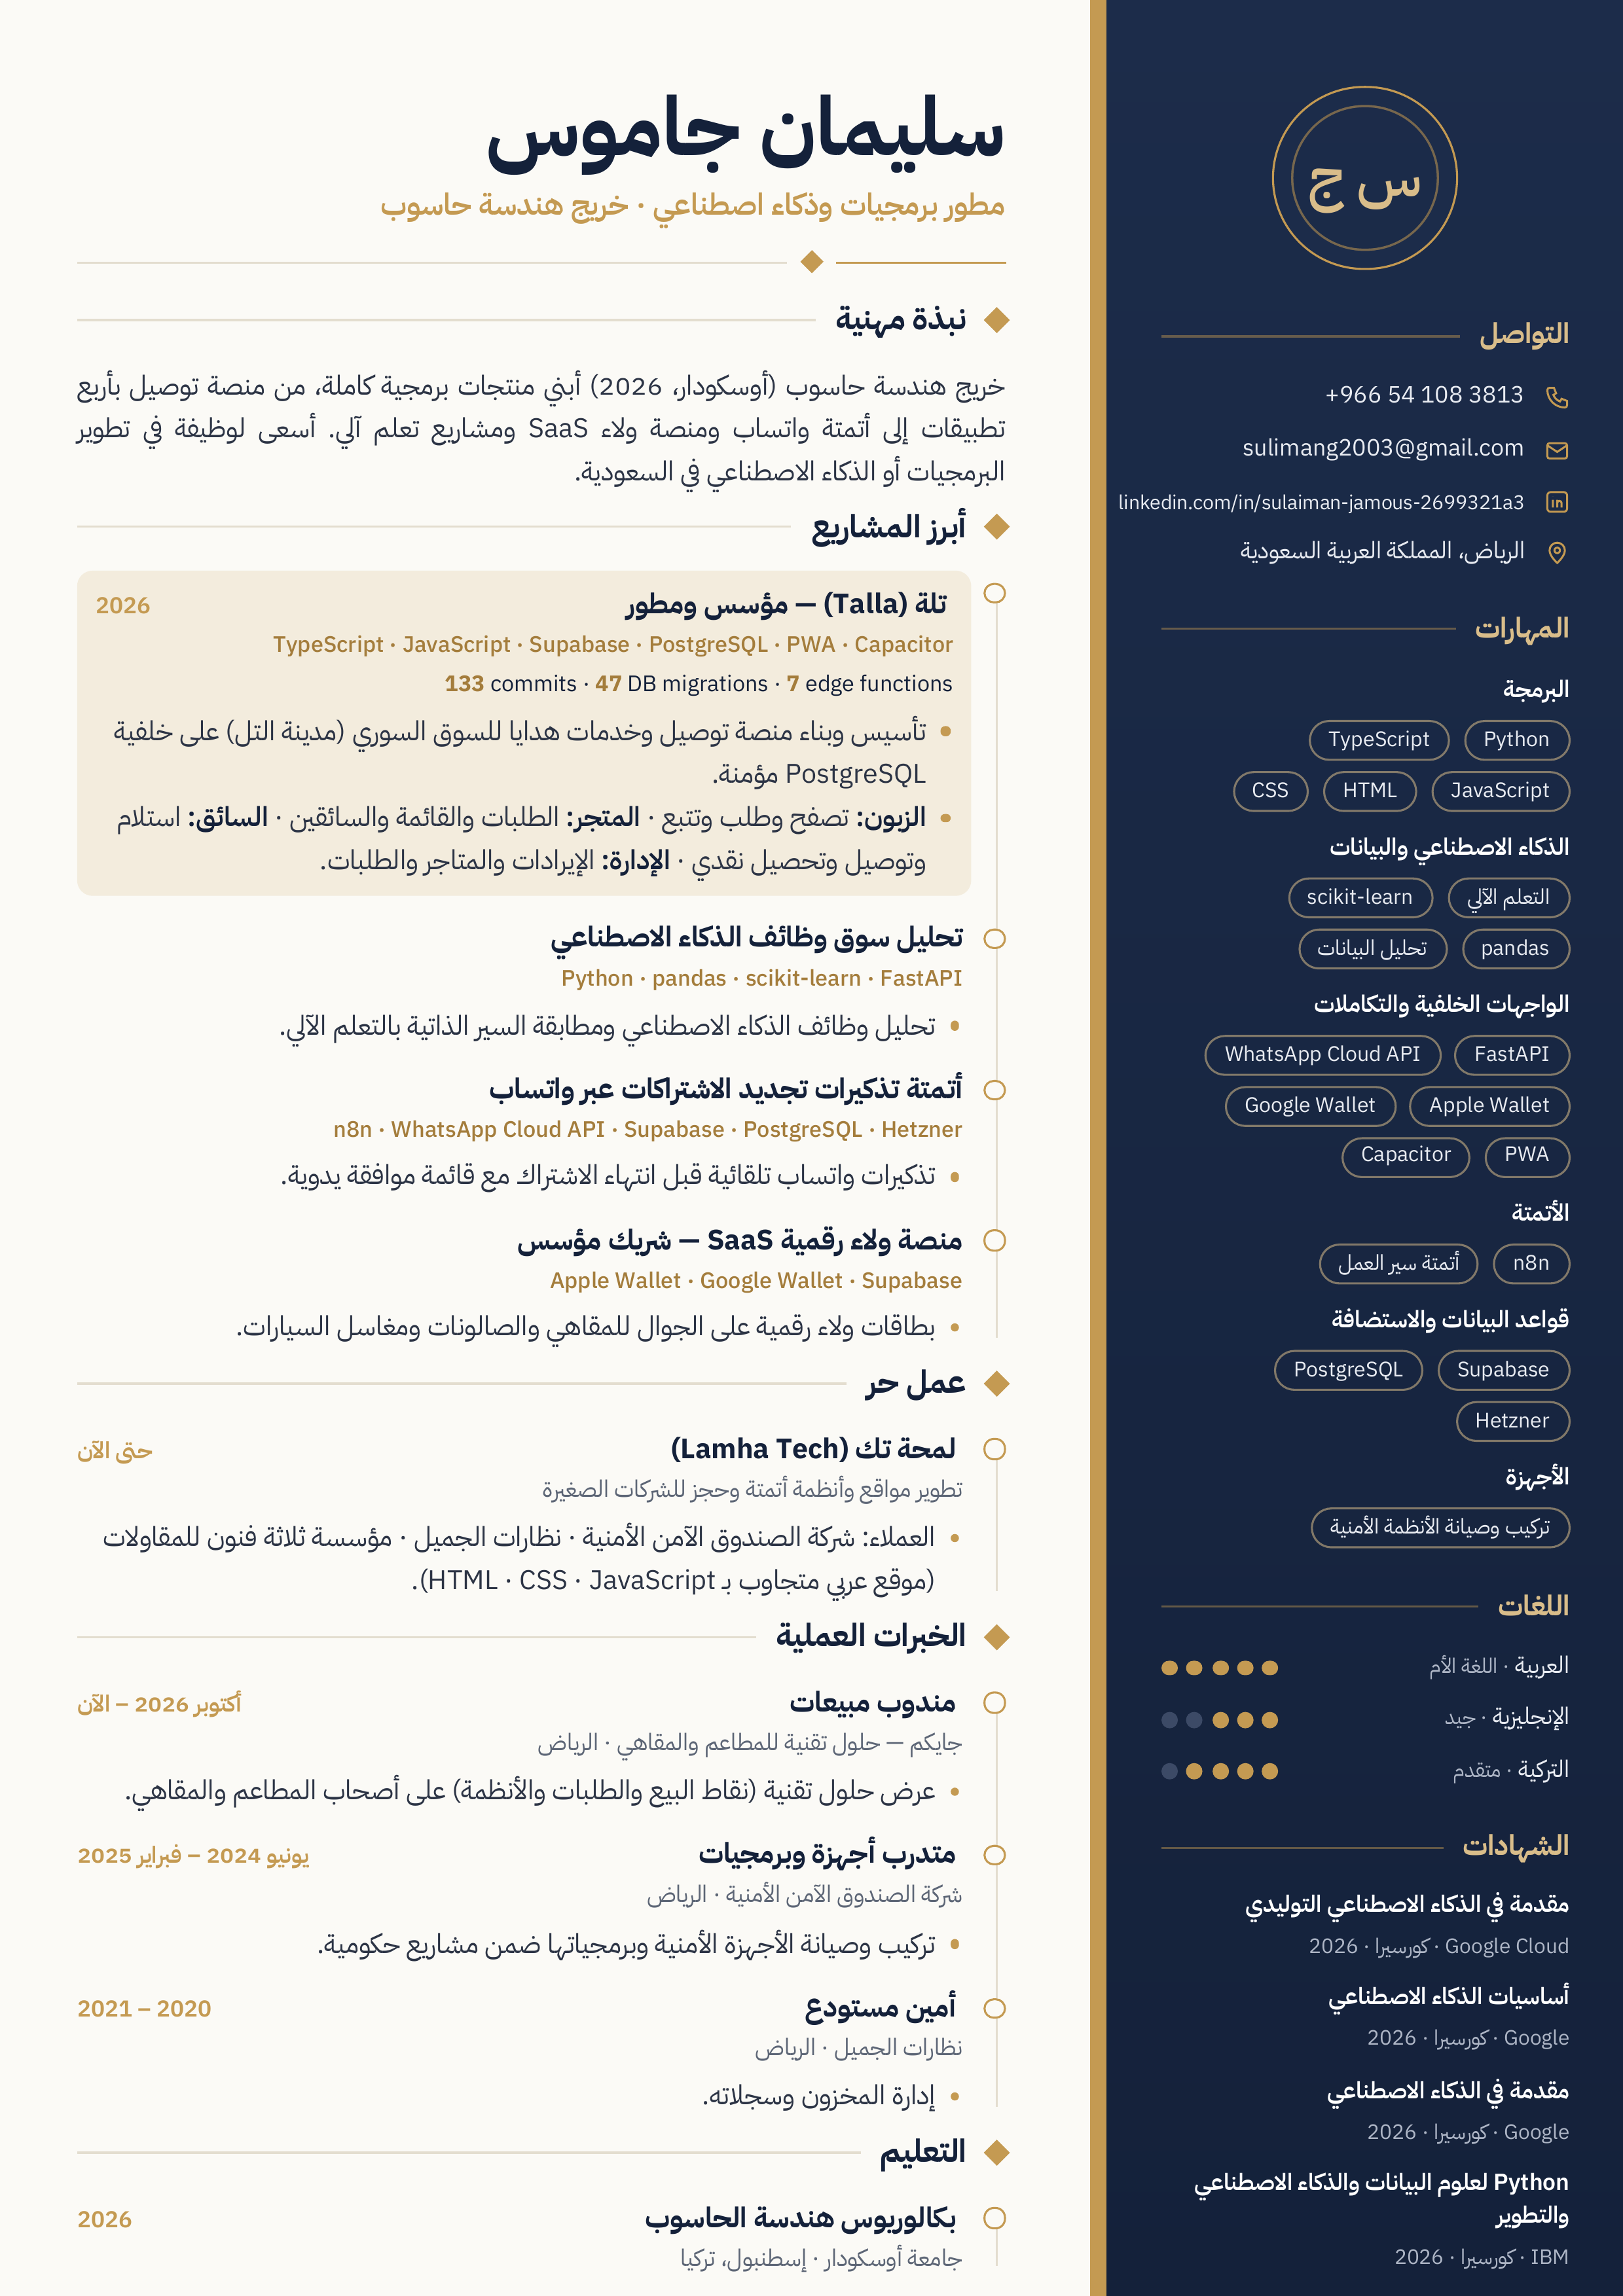 سليمان جاموس
مطور برمجيات وذكاء اصطناعي · خريج هندسة حاسوب
نبذة مهنية
خريج هندسة حاسوب (أوسكودار، 2026) أبني منتجات برمجية كاملة، من منصة توصيل بأربع
تطبيقات إلى أتمتة واتساب ومنصة ولاء SaaS ومشاريع تعلم آلي. أسعى لوظيفة في تطوير
البرمجيات أو الذكاء الاصطناعي في السعودية.
أبرز المشاريع
تلة (Talla) — مؤسس ومطور
2026
TypeScript · JavaScript · Supabase · PostgreSQL · PWA · Capacitor
133 commits · 47 DB migrations · 7 edge functions
• تأسيس وبناء منصة توصيل وخدمات هدايا للسوق السوري (مدينة التل) على خلفية
PostgreSQL مؤمنة.
• الزبون: تصفح وطلب وتتبع · المتجر: الطلبات والقائمة والسائقين · السائق: استلام
وتوصيل وتحصيل نقدي · الإدارة: الإيرادات والمتاجر والطلبات.
تحليل سوق وظائف الذكاء الاصطناعي
Python · pandas · scikit-learn · FastAPI
• تحليل وظائف الذكاء الاصطناعي ومطابقة السير الذاتية بالتعلم الآلي.
أتمتة تذكيرات تجديد الاشتراكات عبر واتساب
n8n · WhatsApp Cloud API · Supabase · PostgreSQL · Hetzner
• تذكيرات واتساب تلقائية قبل انتهاء الاشتراك مع قائمة موافقة يدوية.
منصة ولاء رقمية SaaS — شريك مؤسس
Apple Wallet · Google Wallet · Supabase
• بطاقات ولاء رقمية على الجوال للمقاهي والصالونات ومغاسل السيارات.
عمل حر
لمحة تك (Lamha Tech)
حتى الآن
تطوير مواقع وأنظمة أتمتة وحجز للشركات الصغيرة
• العملاء: شركة الصندوق الآمن الأمنية · نظارات الجميل · مؤسسة ثلاثة فنون للمقاولات
(موقع عربي متجاوب بـ HTML · CSS · JavaScript).
الخبرات العملية
مندوب مبيعات
أكتوبر 2026 – الآن
جايكم — حلول تقنية للمطاعم والمقاهي · الرياض
• عرض حلول تقنية (نقاط البيع والطلبات والأنظمة) على أصحاب المطاعم والمقاهي.
متدرب أجهزة وبرمجيات
يونيو 2024 – فبراير 2025
شركة الصندوق الآمن الأمنية · الرياض
• تركيب وصيانة الأجهزة الأمنية وبرمجياتها ضمن مشاريع حكومية.
أمين مستودع
2020 – 2021
نظارات الجميل · الرياض
• إدارة المخزون وسجلاته.
التعليم
بكالوريوس هندسة الحاسوب
2026
جامعة أوسكودار · إسطنبول، تركيا
س ج
التواصل
+966 54 108 3813
sulimang2003@gmail.com
linkedin.com/in/sulaiman-jamous-2699321a3
الرياض، المملكة العربية السعودية
المهارات
البرمجة
Python
TypeScript
JavaScript
HTML
CSS
الذكاء الاصطناعي والبيانات
التعلم الآلي
scikit-learn
pandas
تحليل البيانات
الواجهات الخلفية والتكاملات
FastAPI
WhatsApp Cloud API
Apple Wallet
Google Wallet
PWA
Capacitor
الأتمتة
n8n
أتمتة سير العمل
قواعد البيانات والاستضافة
Supabase
PostgreSQL
Hetzner
الأجهزة
تركيب وصيانة الأنظمة الأمنية
اللغات
العربية · اللغة الأم
الإنجليزية · جيد
التركية · متقدم
الشهادات
مقدمة في الذكاء الاصطناعي التوليدي
Google Cloud · كورسيرا · 2026
أساسيات الذكاء الاصطناعي
Google · كورسيرا · 2026
مقدمة في الذكاء الاصطناعي
Google · كورسيرا · 2026
Python لعلوم البيانات والذكاء الاصطناعي
والتطوير
IBM · كورسيرا · 2026